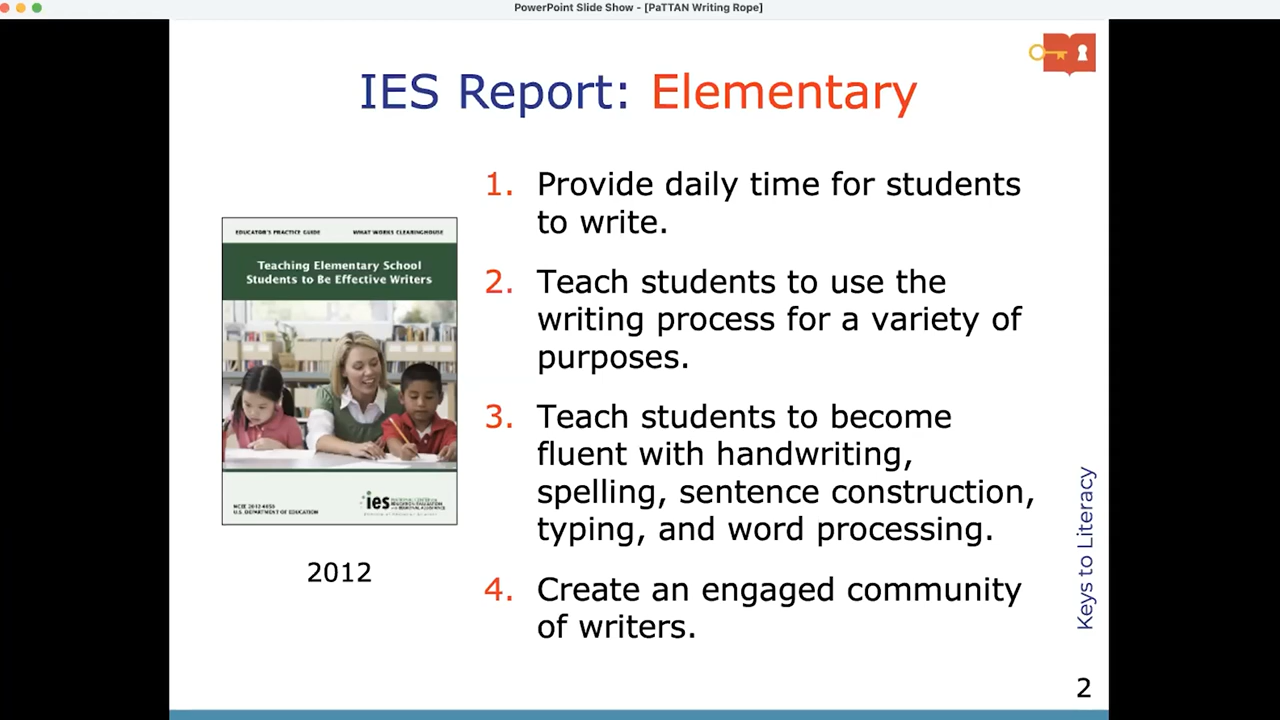 PowerPoint Slide Show - [PaTTAN Writing Rope]
IES Report: Elementary
EDUCATOR'S PRACTICE GUIDE WHAT WORKS CLEARINGHOUSE
Teaching Elementary School
Students to Be Effective Writers
ies
NCEE 2012-4058
U.S. DEPARTMENT OF EDUCATION
2012
1. Provide daily time for students
to write.
2. Teach students to use the
writing process for a variety of
purposes.
3. Teach students to become
fluent with handwriting,
spelling, sentence construction,
typing, and word processing.
4. Create an engaged community
of writers.
Keys to Literacy
2